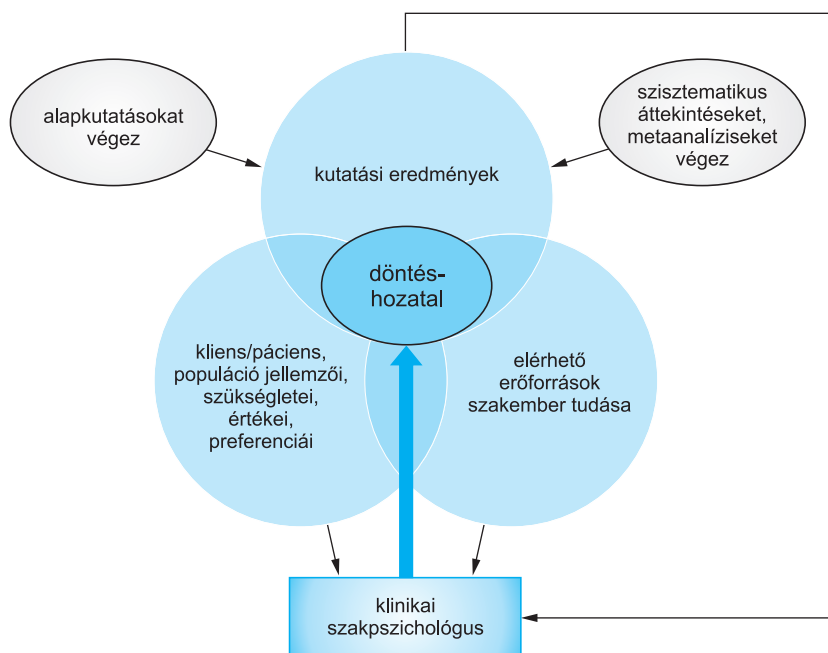 alapkutatásokat
végez
szisztematikus
áttekintéseket,
metaanalíziseket
végez
kutatási eredmények
döntés-
hozatal
kliens/páciens,
populáció jellemzői,
szükségletei,
értékei,
preferenciái
elérhető
erőforrások
szakember tudása
klinikai
szakpszichológus